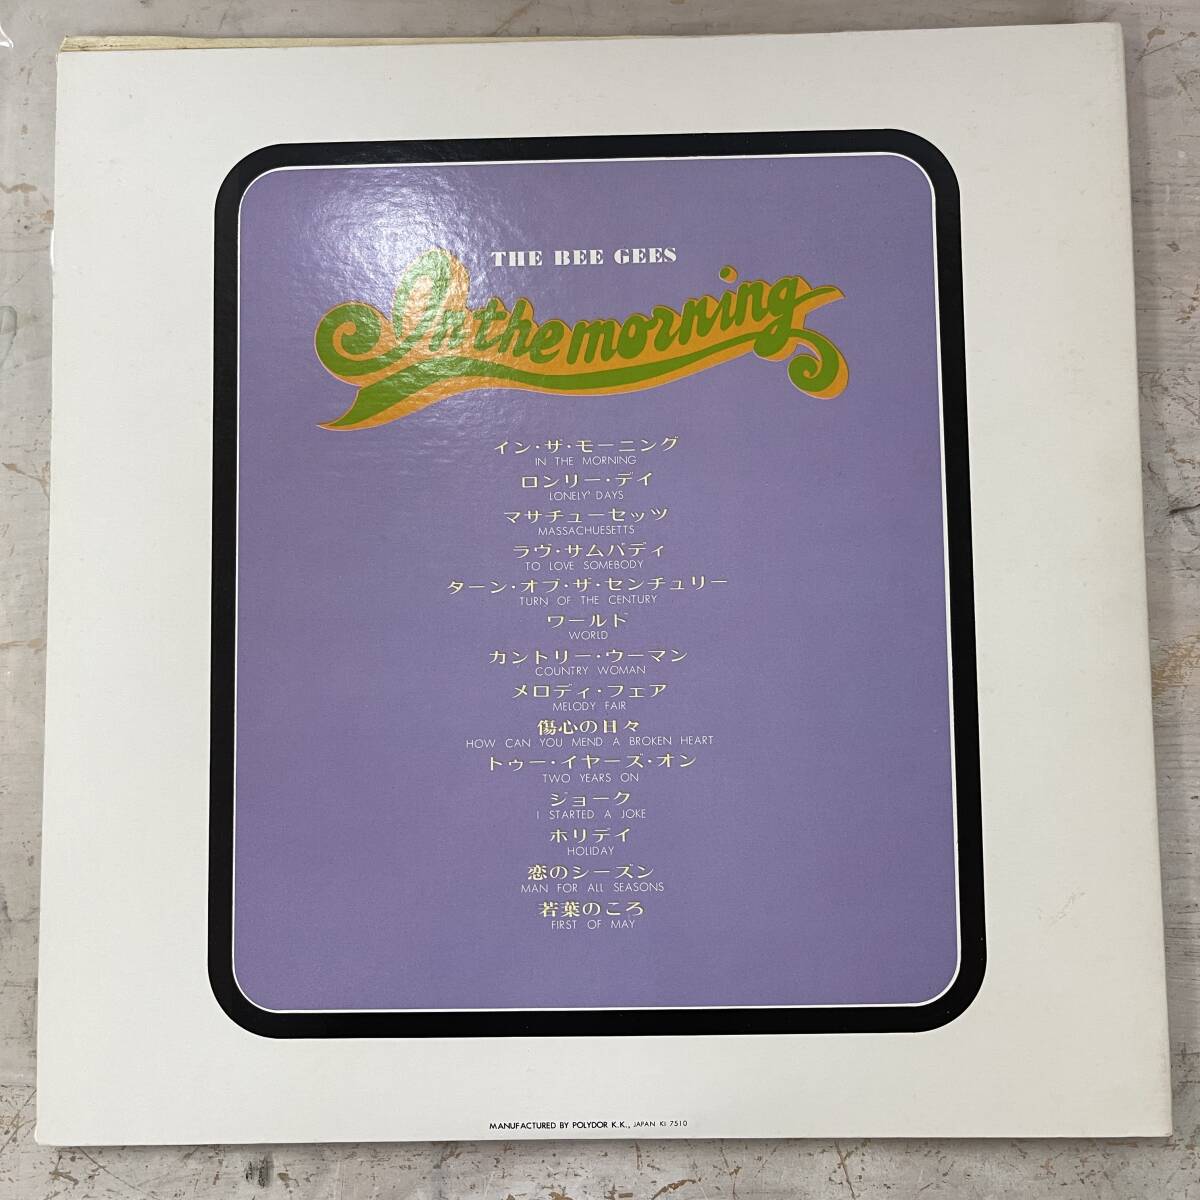 THE BEE GEES
In the morning
イン・ザ・モーニング
IN THE MORNING
ロンリー・デイ
LONELY' DAYS
マサチューセッツ
MASSACHUESETTS
ラヴ・サムバディ
TO LOVE SOMEBODY
ターン・オブ・ザ・センチュリー
TURN OF THE CENTURY
ワールド
WORLD
カントリー・ウーマン
COUNTRY WOMAN
メロディ・フェア
MELODY FAIR
傷心の日々
HOW CAN YOU MEND A BROKEN HEART
トゥー・イヤーズ・オン
TWO YEARS ON
ジョーク
I STARTED A JOKE
ホリデイ
HOLIDAY
恋のシーズン
MAN FOR ALL SEASONS
若葉のころ
FIRST OF MAY
MANUFACTURED BY POLYDOR K.K., JAPAN KI 7510